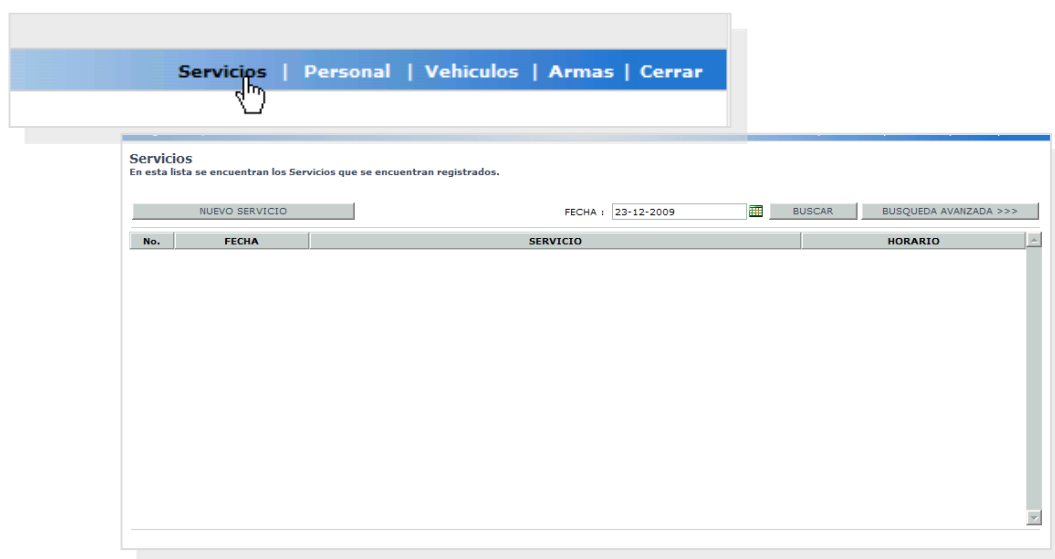 Servicios | Personal | Vehiculos | Armas | Cerrar
Servicios
En esta lista se encuentran los Servicios que se encuentran registrados.
NUEVO SERVICIO FECHA : 23-12-2009 BUSCAR BUSQUEDA AVANZADA >>>
No. FECHA SERVICIO HORARIO